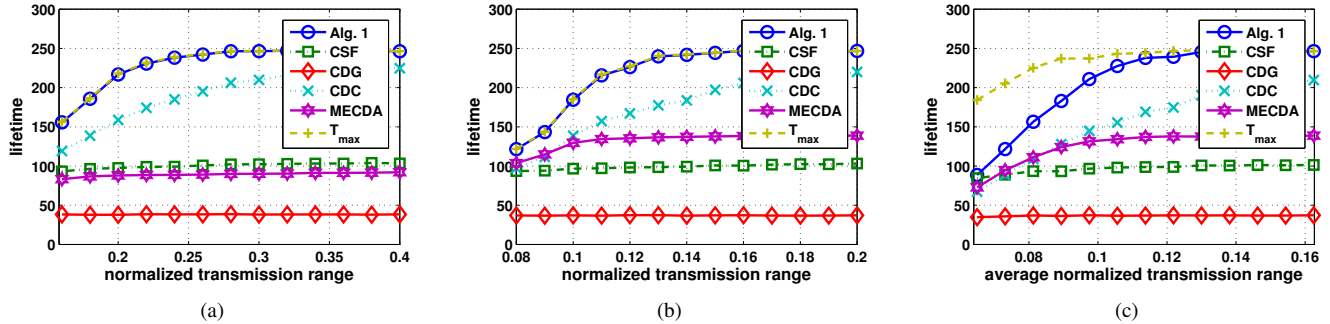 300
250
200
150
100
50
0
lifetime
0.2
0.25
0.3
0.35
0.4
normalized transmission range
Alg. 1
CSF
CDG
CDC
MECDA
Tmax
(a)
300
250
200
150
100
50
0
lifetime
0.08
0.1
0.12
0.14
0.16
0.18
0.2
normalized transmission range
Alg. 1
CSF
CDG
CDC
MECDA
Tmax
(b)
300
250
200
150
100
50
0
lifetime
0.08
0.1
0.12
0.14
0.16
average normalized transmission range
Alg. 1
CSF
CDG
CDC
MECDA
Tmax
(c)